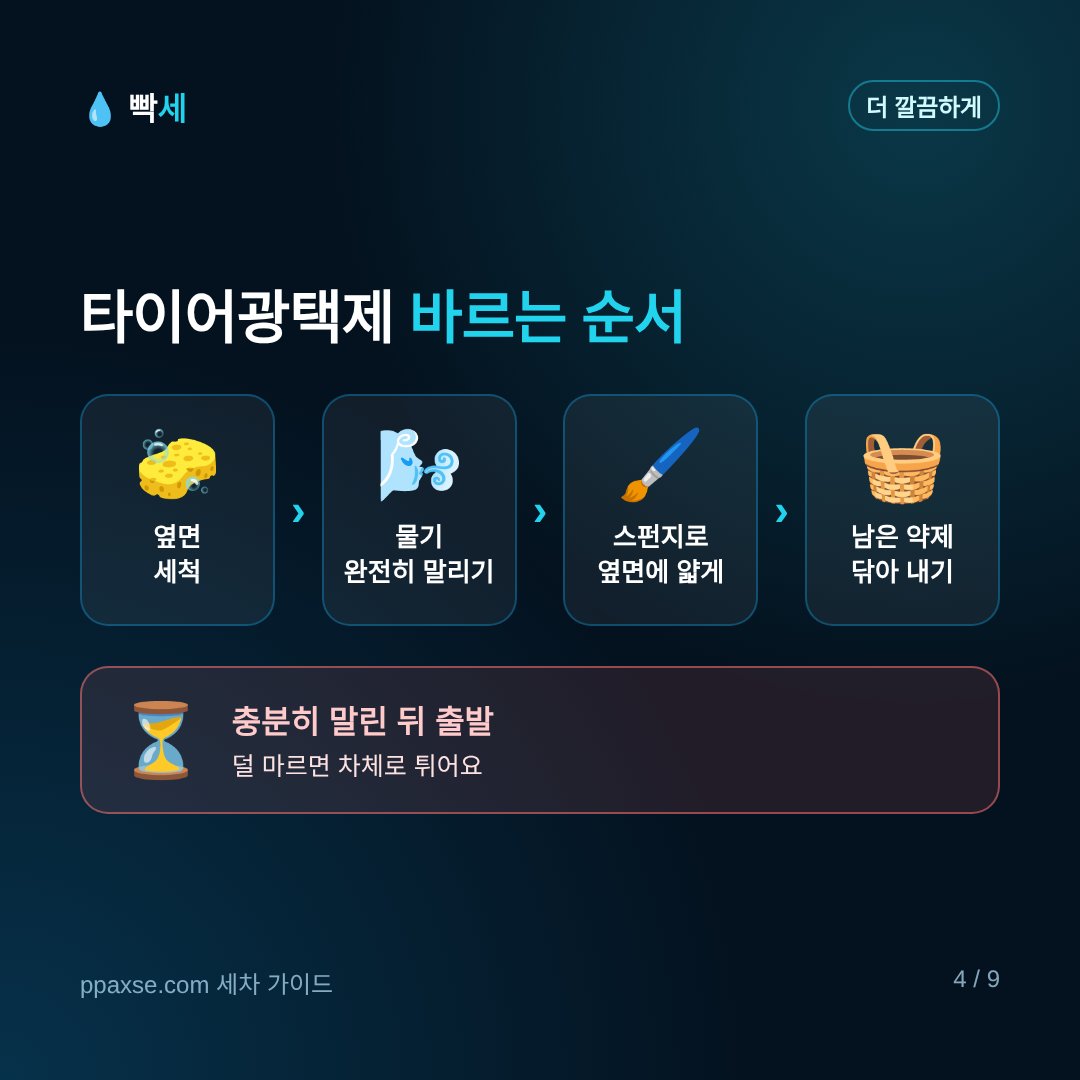 빡세
더 깔끔하게
타이어광택제 바르는 순서
옆면
세척
›
물기
완전히 말리기
›
스펀지로
옆면에 얇게
›
남은 약제
닦아 내기
충분히 말린 뒤 출발
덜 마르면 차체로 튀어요
ppaxse.com 세차 가이드
4 / 9